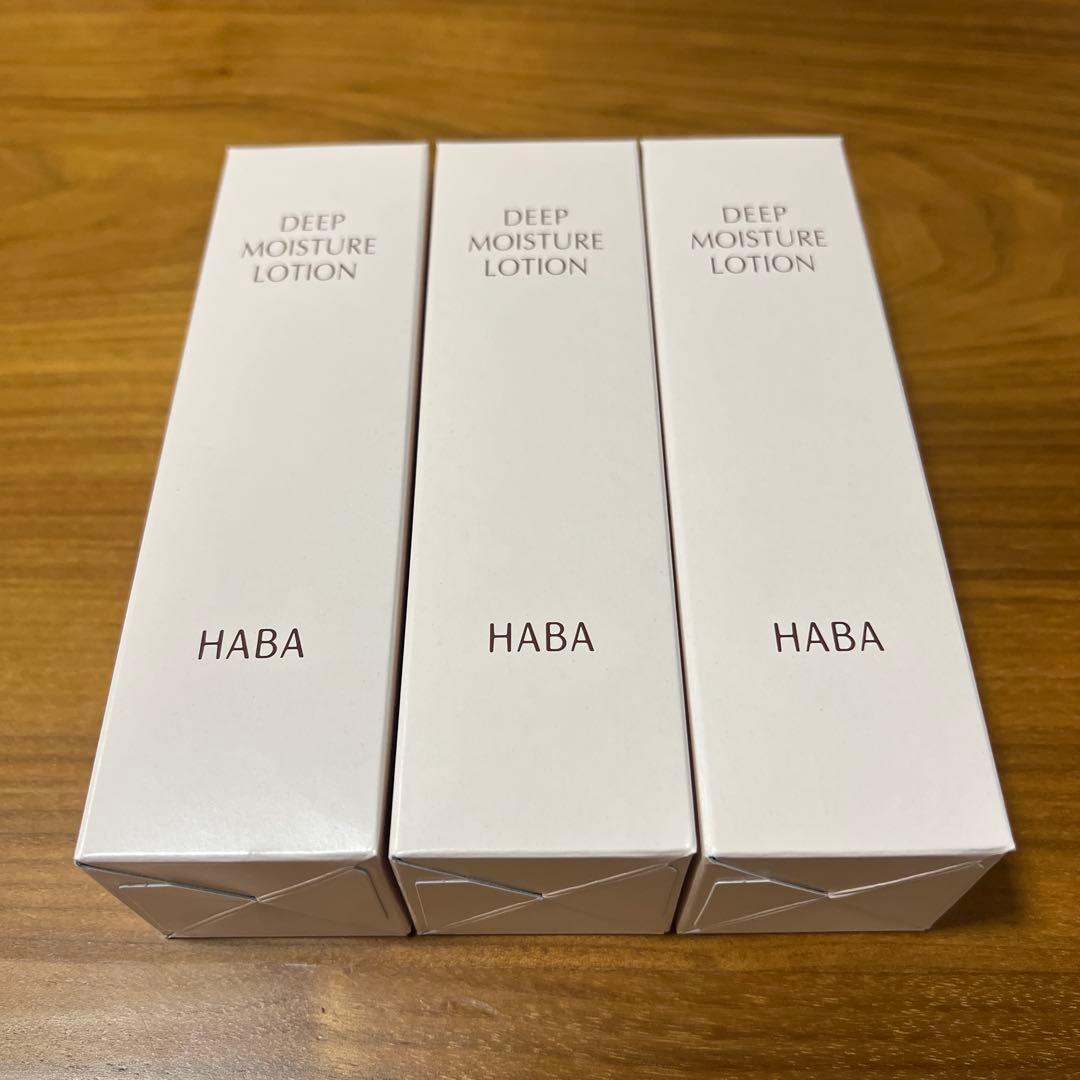 DEEP
MOISTURE
LOTION
HABA
DEEP
MOISTURE
LOTION
HABA
DEEP
MOISTURE
LOTION
HABA